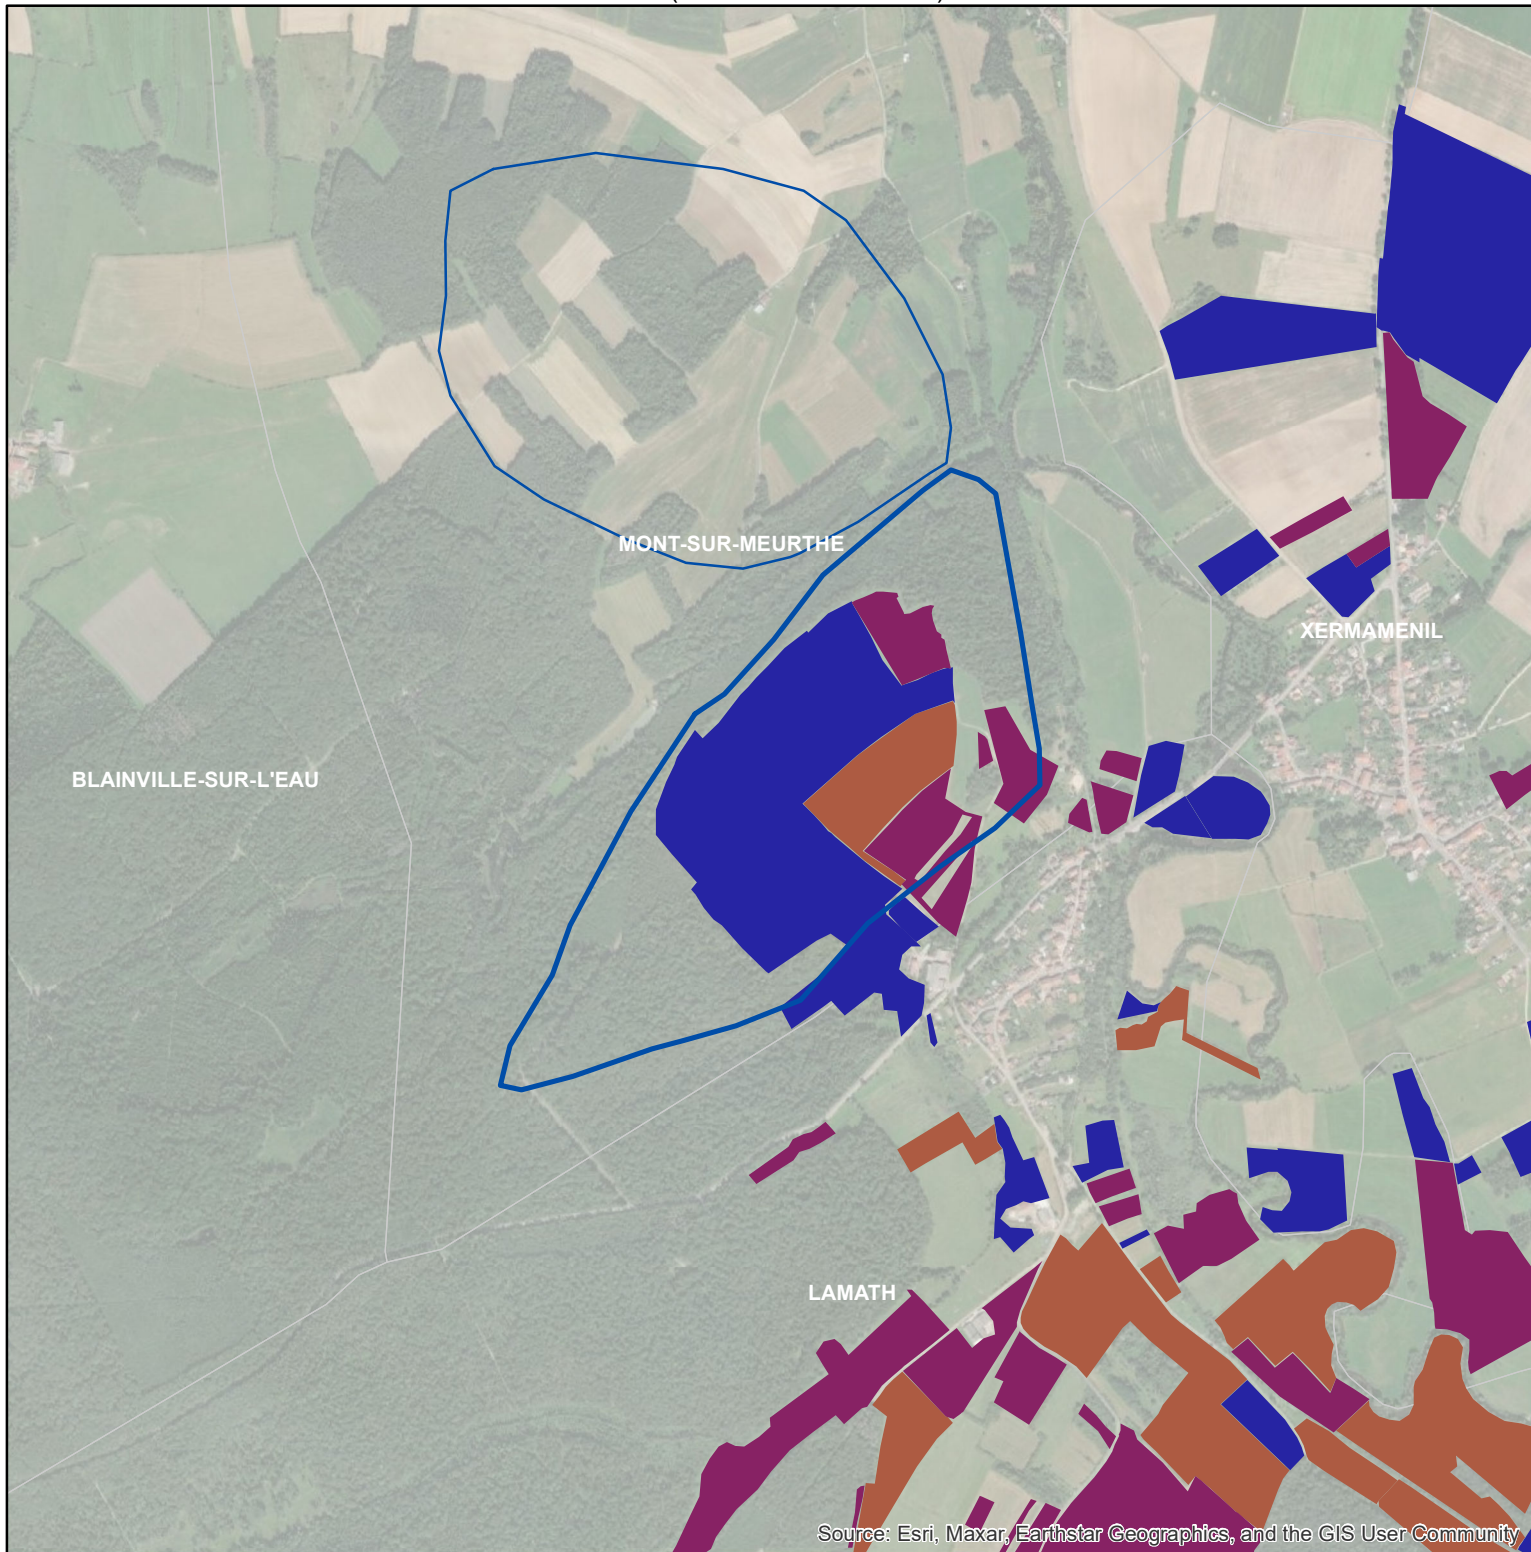 MONT-SUR-MEURTHE
XERMAMENIL
BLAINVILLE-SUR-L'EAU
LAMATH
Source: Esri, Maxar, Earthstar Geographics, and the GIS User Community